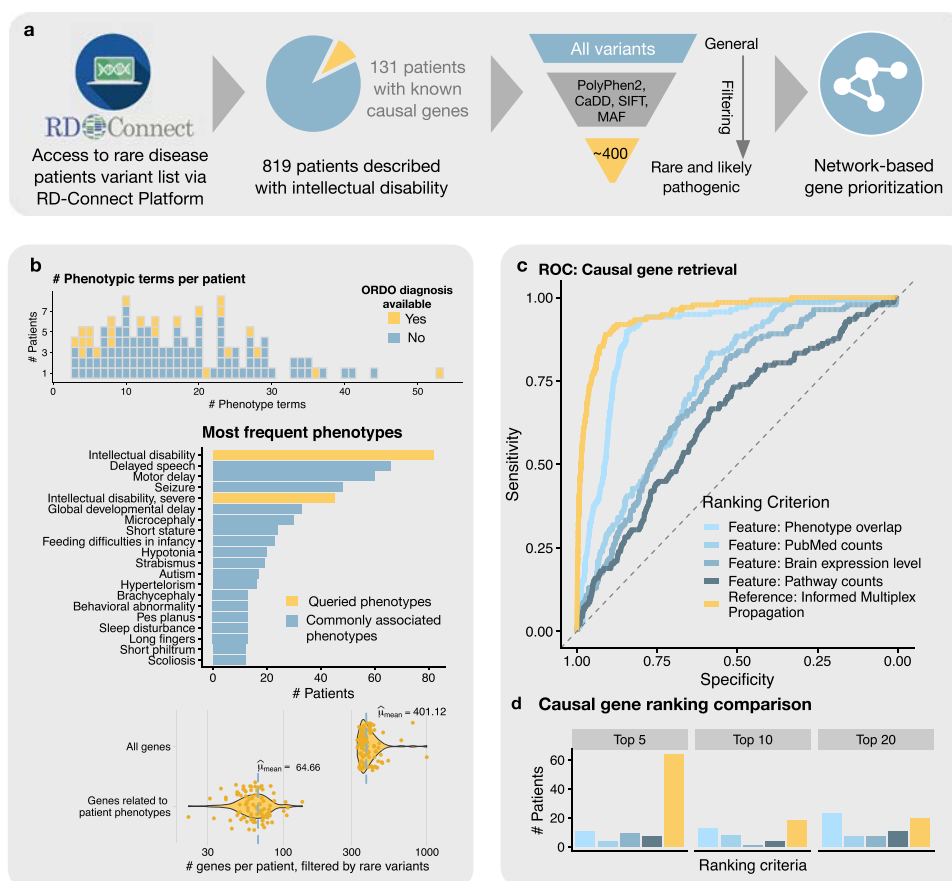 a
RD Connect
Access to rare disease
patients variant list via
RD-Connect Platform
131 patients
with known
causal genes
819 patients described
with intellectual disability
All variants
PolyPhen2,
CaDD, SIFT,
MAF
~400
General
Filtering
Rare and likely
pathogenic
Network-based
gene prioritization
b
# Phenotypic terms per patient
ORDO diagnosis
available
Yes
No
# Patients
7
5
3
1
0 10 20 30 40 50
# Phenotype terms
Most frequent phenotypes
Intellectual disability
Delayed speech
Motor delay
Seizure
Intellectual disability, severe
Global developmental delay
Microcephaly
Short stature
Feeding difficulties in infancy
Hypotonia
Strabismus
Autism
Hypertelorism
Brachycephaly
Behavioral abnormality
Pes planus
Sleep disturbance
Long fingers
Short philtrum
Scoliosis
Queried phenotypes
Commonly associated
phenotypes
0 20 40 60 80
# Patients
All genes
μ̂mean = 401.12
Genes related to
patient phenotypes
μ̂mean = 64.66
30 100 300 1000
# genes per patient, filtered by rare variants
c
ROC: Causal gene retrieval
Sensitivity
1.00
0.75
0.50
0.25
0.00
Ranking Criterion
Feature: Phenotype overlap
Feature: PubMed counts
Feature: Brain expression level
Feature: Pathway counts
Reference: Informed Multiplex
Propagation
1.00 0.75 0.50 0.25 0.00
Specificity
d
Causal gene ranking comparison
Top 5 Top 10 Top 20
# Patients
60
40
20
0
Ranking criteria